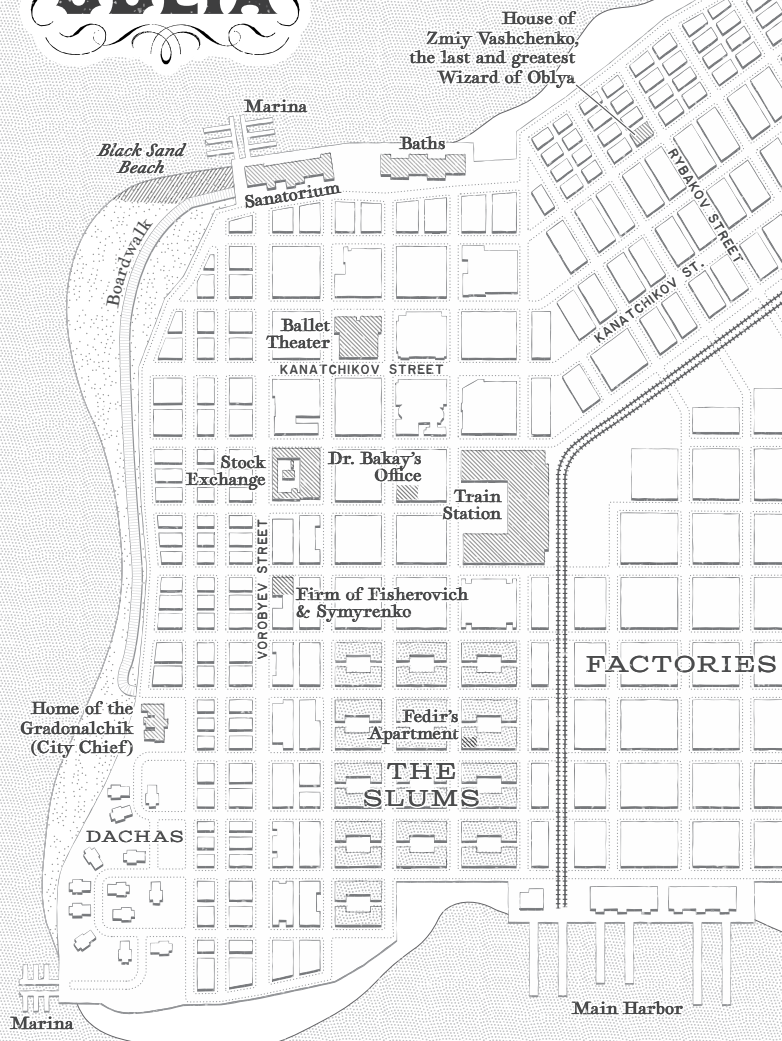 OBLYA
House of
Zmiy Vashchenko,
the last and greatest
Wizard of Oblya
Marina
Black Sand
Beach
Baths
Sanatorium
Boardwalk
RYBAKOV STREET
KANATCHIKOV ST.
Ballet
Theater
KANATCHIKOV STREET
Stock
Exchange
Dr. Bakay's
Office
Train
Station
VOROBYEV STREET
Firm of Fisherovich
& Symyrenko
FACTORIES
Home of the
Gradonalchik
(City Chief)
Fedir's
Apartment
THE
SLUMS
DACHAS
Marina
Main Harbor